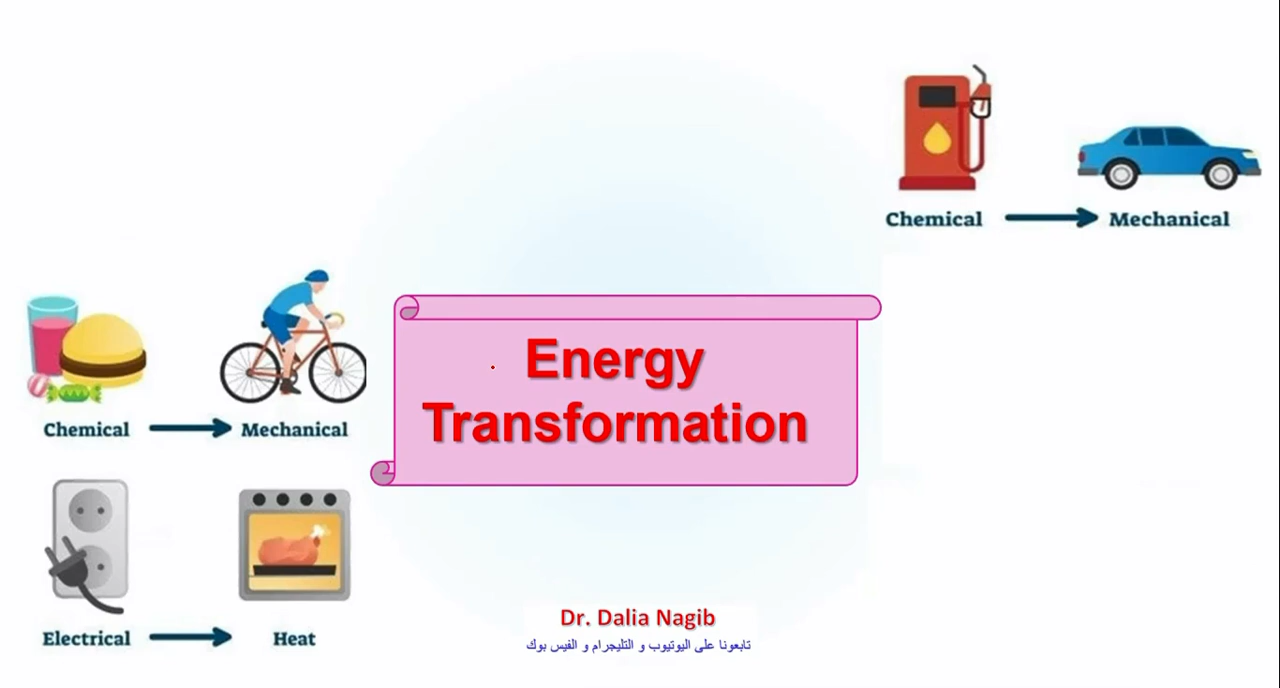 Chemical → Mechanical
Chemical → Mechanical
Energy
Transformation
Electrical → Heat
Dr. Dalia Nagib
تابعونا على اليوتيوب و التليجرام و الفيس بوك